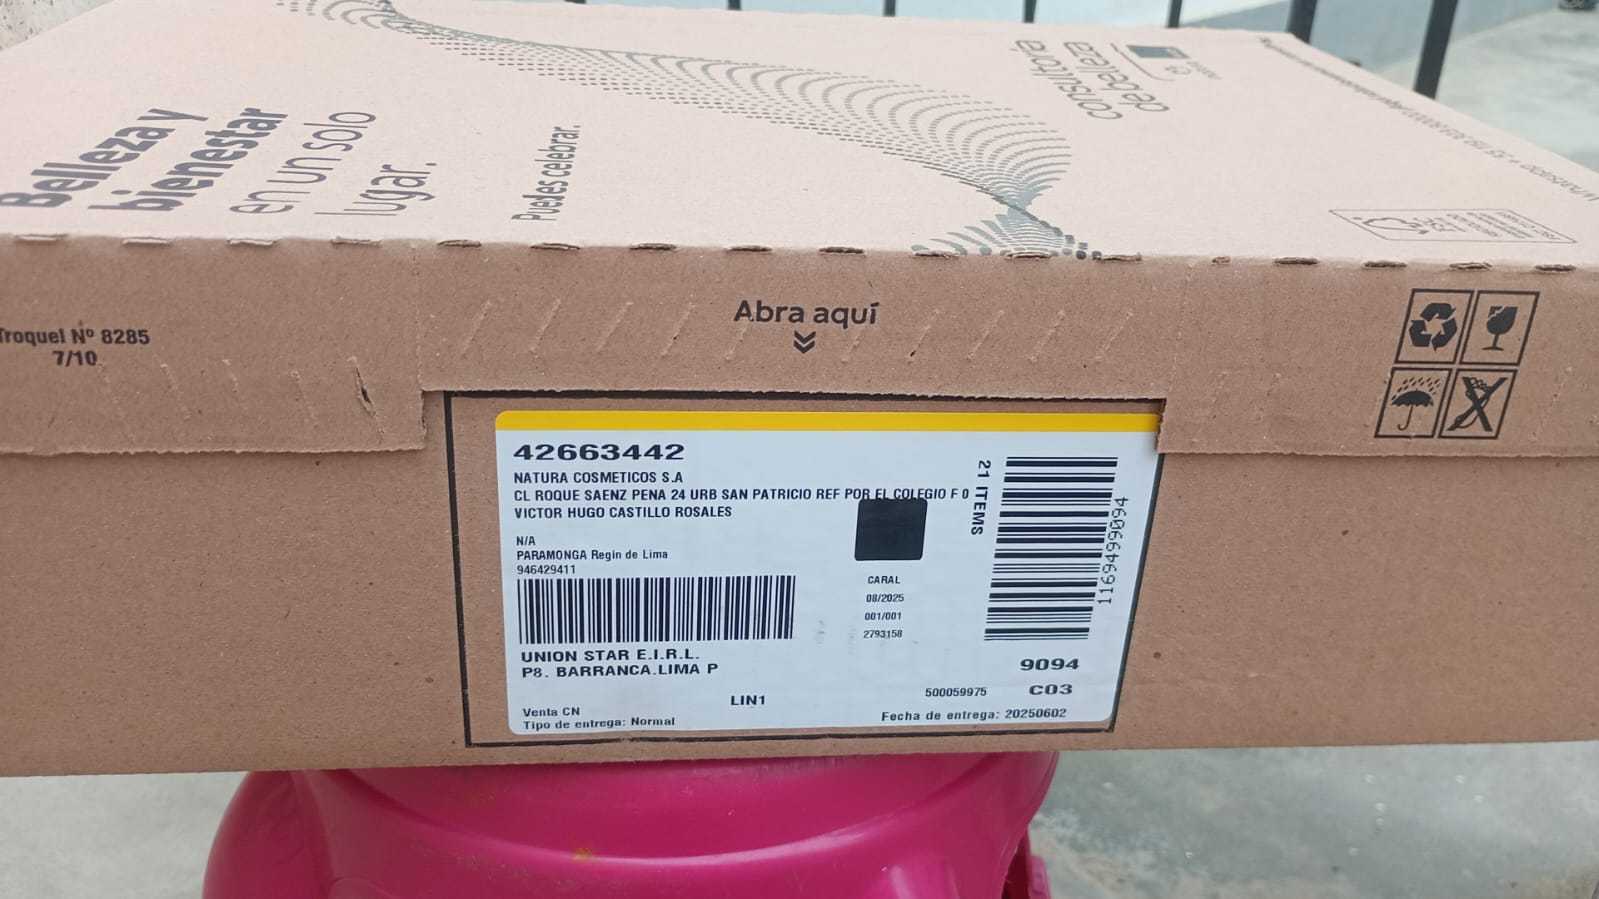 Belleza y
bienestar
en un solo
lugar.
Puedes celebrar.
consultoría
de belleza
Troquel Nº 8285
7/10
Abra aquí
42663442
NATURA COSMETICOS S.A
CL ROQUE SAENZ PENA 24 URB SAN PATRICIO REF POR EL COLEGIO F 0
VICTOR HUGO CASTILLO ROSALES
N/A
PARAMONGA Regin de Lima
946429411
UNION STAR E.I.R.L.
P8. BARRANCA.LIMA P
LIN1
Venta CN
Tipo de entrega: Normal
CARAL
08/2025
001/001
2793158
21 ITEMS
1169499094
9094
500059975
C03
Fecha de entrega: 20250602